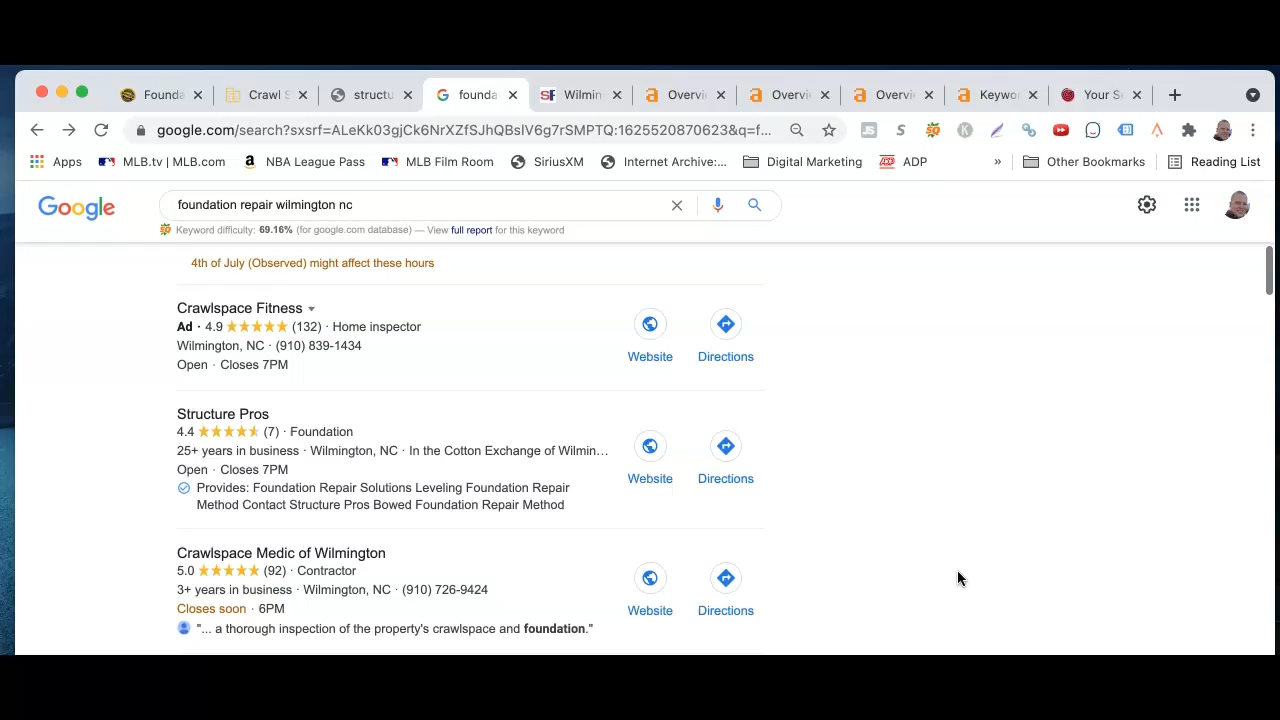 Founda
Crawl S
structu
founda
Wilmin
Overvi
Overvi
Overvi
Keywor
Your Se
google.com/search?sxsrf=ALeKk03gjCk6NrXZfSJhQBsIV6g7rSMPTQ:1625520870623&q=f...
Apps
MLB.tv | MLB.com
NBA League Pass
MLB Film Room
SiriusXM
Internet Archive:...
Digital Marketing
ADP
»
Other Bookmarks
Reading List
Google
foundation repair wilmington nc
Keyword difficulty: 69.16% (for google.com database) — View full report for this keyword
4th of July (Observed) might affect these hours
Crawlspace Fitness
Ad · 4.9 (132) · Home inspector
Wilmington, NC · (910) 839-1434
Open · Closes 7PM
Website
Directions
Structure Pros
4.4 (7) · Foundation
25+ years in business · Wilmington, NC · In the Cotton Exchange of Wilmin...
Open · Closes 7PM
Provides: Foundation Repair Solutions Leveling Foundation Repair
Method Contact Structure Pros Bowed Foundation Repair Method
Website
Directions
Crawlspace Medic of Wilmington
5.0 (92) · Contractor
3+ years in business · Wilmington, NC · (910) 726-9424
Closes soon · 6PM
"... a thorough inspection of the property's crawlspace and foundation."
Website
Directions